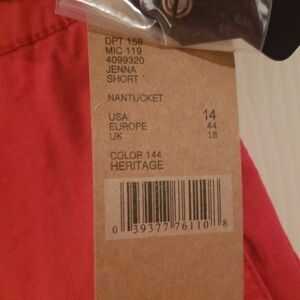 DPT 158
MIC 119
4099320
JENNA
SHORT
NANTUCKET
USA 14
EUROPE 44
UK 18
COLOR 144
HERITAGE
0 39377 76110 8